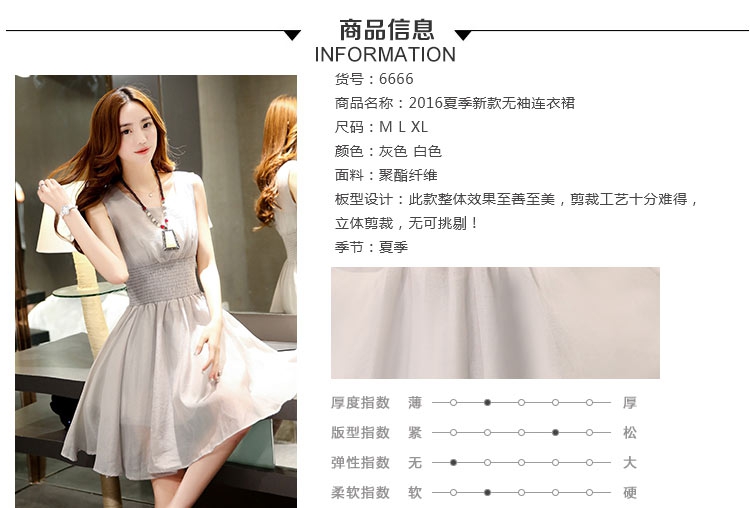 商品信息
INFORMATION
货号：6666
商品名称：2016夏季新款无袖连衣裙
尺码：M L XL
颜色：灰色 白色
面料：聚酯纤维
板型设计：此款整体效果至善至美，剪裁工艺十分难得，
立体剪裁，无可挑剔！
季节：夏季
厚度指数 薄 厚
版型指数 紧 松
弹性指数 无 大
柔软指数 软 硬